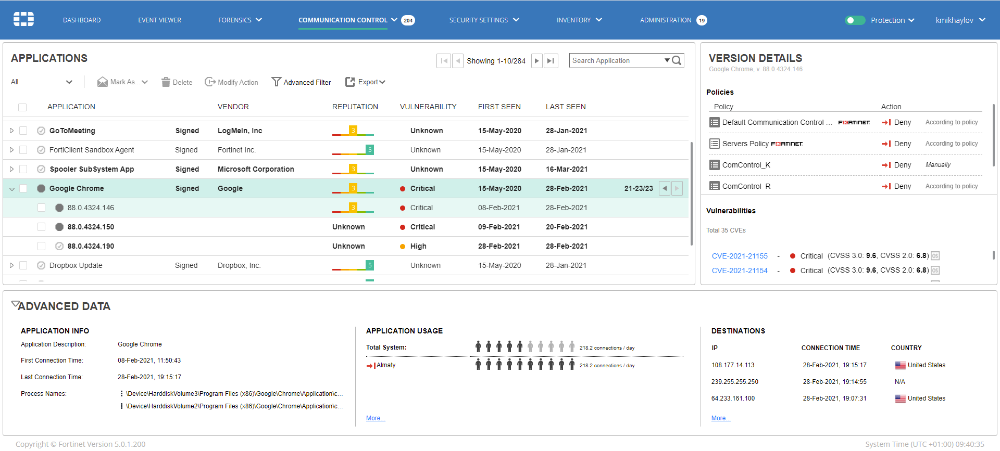 DASHBOARD EVENT VIEWER FORENSICS COMMUNICATION CONTROL 204 SECURITY SETTINGS INVENTORY ADMINISTRATION 19 Protection kmikhaylov
APPLICATIONS
Showing 1-10/284 Search Application
All Mark As... Delete Modify Action Advanced Filter Export
APPLICATION VENDOR REPUTATION VULNERABILITY FIRST SEEN LAST SEEN
GoToMeeting Signed LogMeIn, Inc 3 Unknown 15-May-2020 28-Jan-2021
FortiClient Sandbox Agent Signed Fortinet Inc. 5 Unknown 15-May-2020 28-Jan-2021
Spooler SubSystem App Signed Microsoft Corporation 3 Unknown 15-May-2020 16-Mar-2021
Google Chrome Signed Google 3 Critical 15-May-2020 28-Feb-2021 21-23/23
88.0.4324.146 3 Critical 08-Feb-2021 28-Feb-2021
88.0.4324.150 Unknown Critical 09-Feb-2021 20-Feb-2021
88.0.4324.190 Unknown High 28-Feb-2021 28-Feb-2021
Dropbox Update Signed Dropbox, Inc. 5 Unknown 15-May-2020 28-Jan-2021
VERSION DETAILS
Google Chrome, v. 88.0.4324.146
Policies
Policy Action
Default Communication Control ... FORTINET Deny According to policy
Servers Policy FORTINET Deny According to policy
ComControl_K Deny Manually
ComControl R Deny According to policy
Vulnerabilities
Total 35 CVEs
CVE-2021-21155 - Critical (CVSS 3.0: 9.6, CVSS 2.0: 6.8) OS
CVE-2021-21154 - Critical (CVSS 3.0: 9.6, CVSS 2.0: 6.8) OS
ADVANCED DATA
APPLICATION INFO
Application Description: Google Chrome
First Connection Time: 08-Feb-2021, 11:50:43
Last Connection Time: 28-Feb-2021, 19:15:17
Process Names: \Device\HarddiskVolume3\Program Files (x86)\Google\Chrome\Application\c...
\Device\HarddiskVolume2\Program Files (x86)\Google\Chrome\Application\c...
APPLICATION USAGE
Total System: 218.2 connections / day
Almaty 218.2 connections / day
More...
DESTINATIONS
IP CONNECTION TIME COUNTRY
108.177.14.113 28-Feb-2021, 19:15:17 United States
239.255.255.250 28-Feb-2021, 19:14:55 N/A
64.233.161.100 28-Feb-2021, 19:07:31 United States
More...
Copyright © Fortinet Version 5.0.1.200 System Time (UTC +01:00) 09:40:35